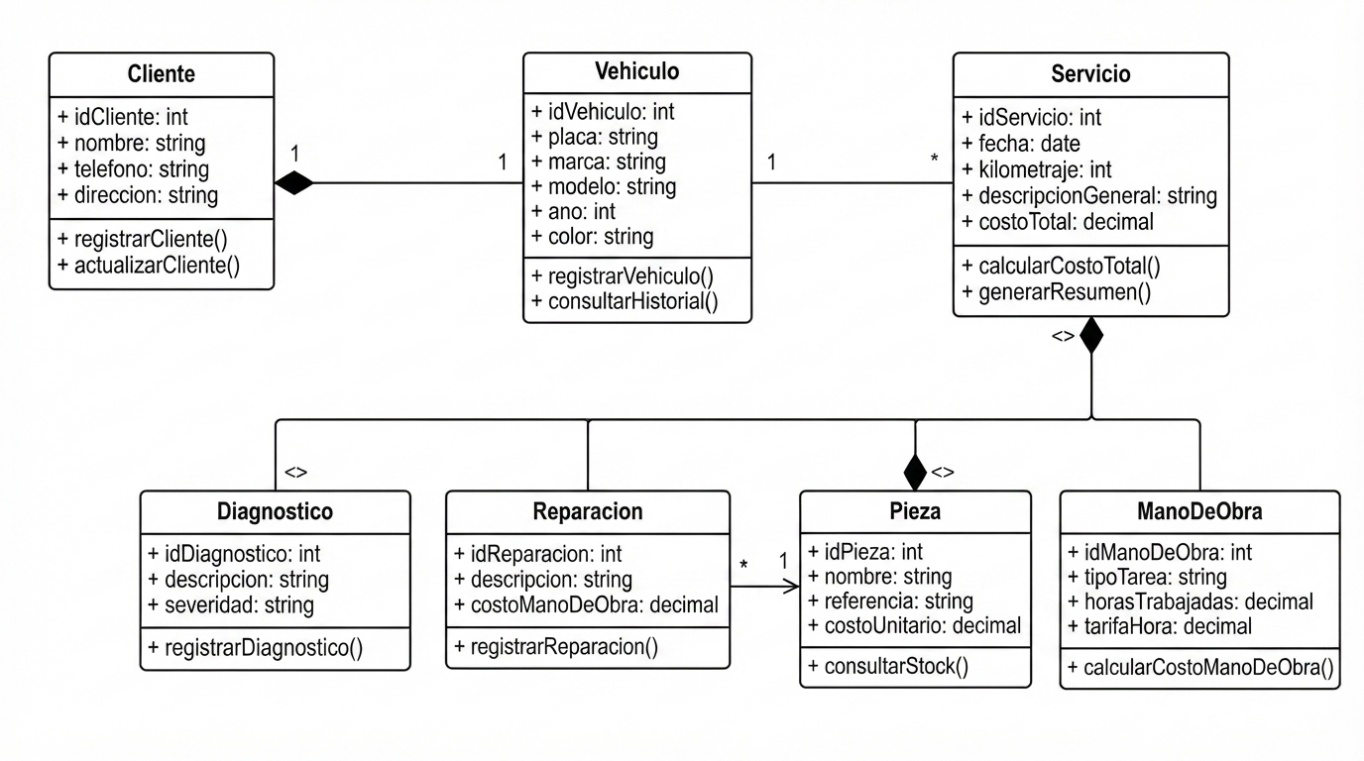 Cliente
+ idCliente: int
+ nombre: string
+ telefono: string
+ direccion: string
+ registrarCliente()
+ actualizarCliente()
1
1
Vehiculo
+ idVehiculo: int
+ placa: string
+ marca: string
+ modelo: string
+ ano: int
+ color: string
+ registrarVehiculo()
+ consultarHistorial()
1
*
Servicio
+ idServicio: int
+ fecha: date
+ kilometraje: int
+ descripcionGeneral: string
+ costoTotal: decimal
+ calcularCostoTotal()
+ generarResumen()
<>
<>
Diagnostico
+ idDiagnostico: int
+ descripcion: string
+ severidad: string
+ registrarDiagnostico()
Reparacion
+ idReparacion: int
+ descripcion: string
+ costoManoDeObra: decimal
+ registrarReparacion()
*
1
<>
Pieza
+ idPieza: int
+ nombre: string
+ referencia: string
+ costoUnitario: decimal
+ consultarStock()
ManoDeObra
+ idManoDeObra: int
+ tipoTarea: string
+ horasTrabajadas: decimal
+ tarifaHora: decimal
+ calcularCostoManoDeObra()